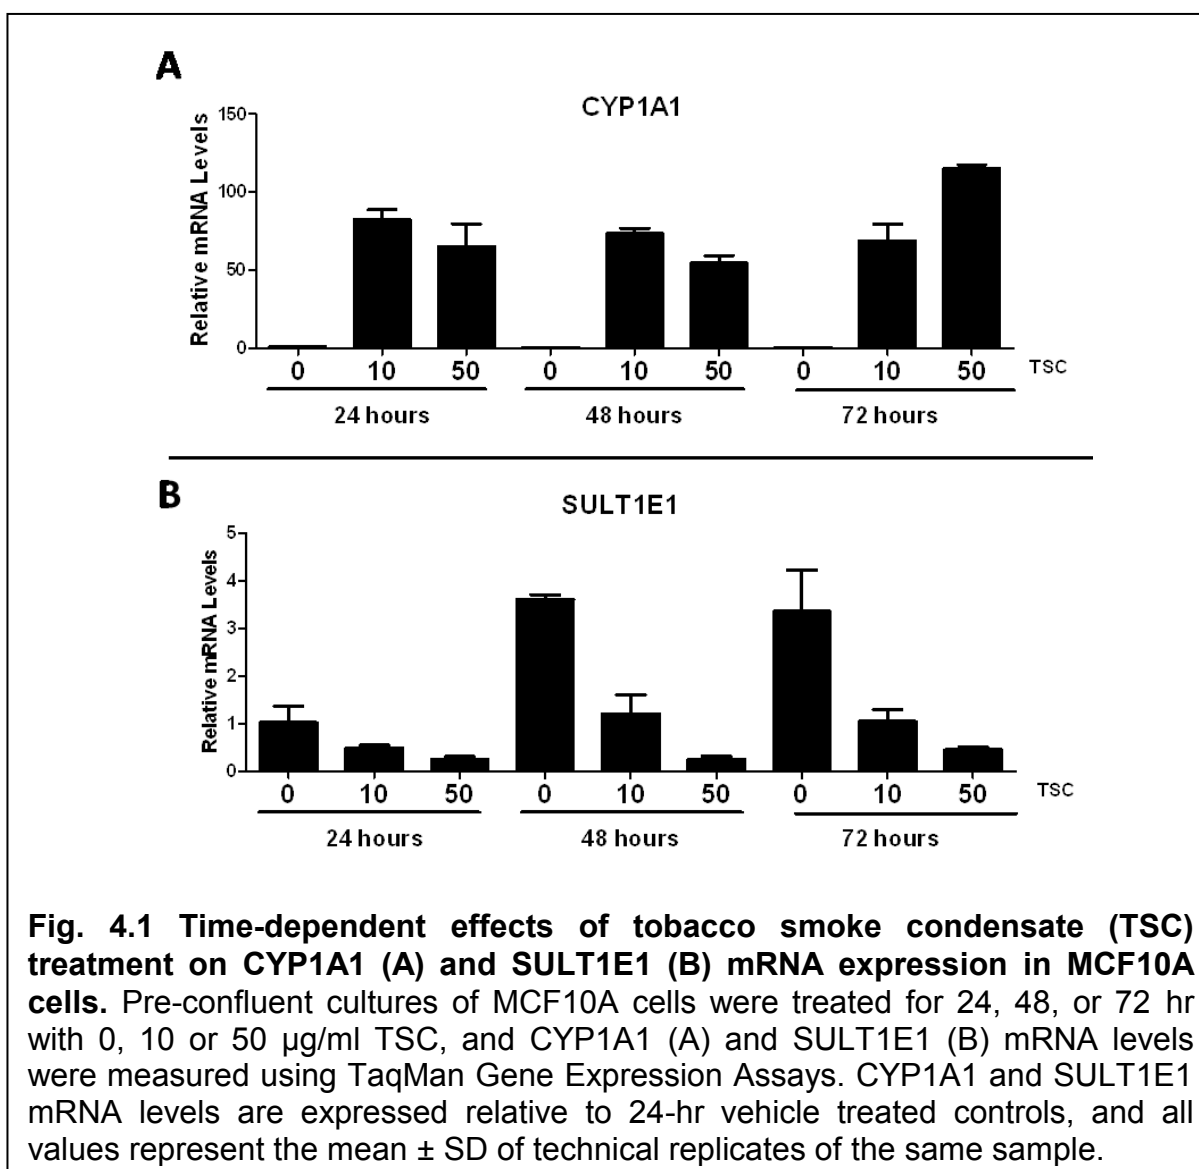 A
CYP1A1
Relative mRNA Levels
150
100
50
0
0 10 50 0 10 50 0 10 50 TSC
24 hours 48 hours 72 hours
B
SULT1E1
Relative mRNA Levels
5
4
3
2
1
0
0 10 50 0 10 50 0 10 50 TSC
24 hours 48 hours 72 hours
Fig. 4.1 Time-dependent effects of tobacco smoke condensate (TSC)
treatment on CYP1A1 (A) and SULT1E1 (B) mRNA expression in MCF10A
cells. Pre-confluent cultures of MCF10A cells were treated for 24, 48, or 72 hr
with 0, 10 or 50 µg/ml TSC, and CYP1A1 (A) and SULT1E1 (B) mRNA levels
were measured using TaqMan Gene Expression Assays. CYP1A1 and SULT1E1
mRNA levels are expressed relative to 24-hr vehicle treated controls, and all
values represent the mean ± SD of technical replicates of the same sample.